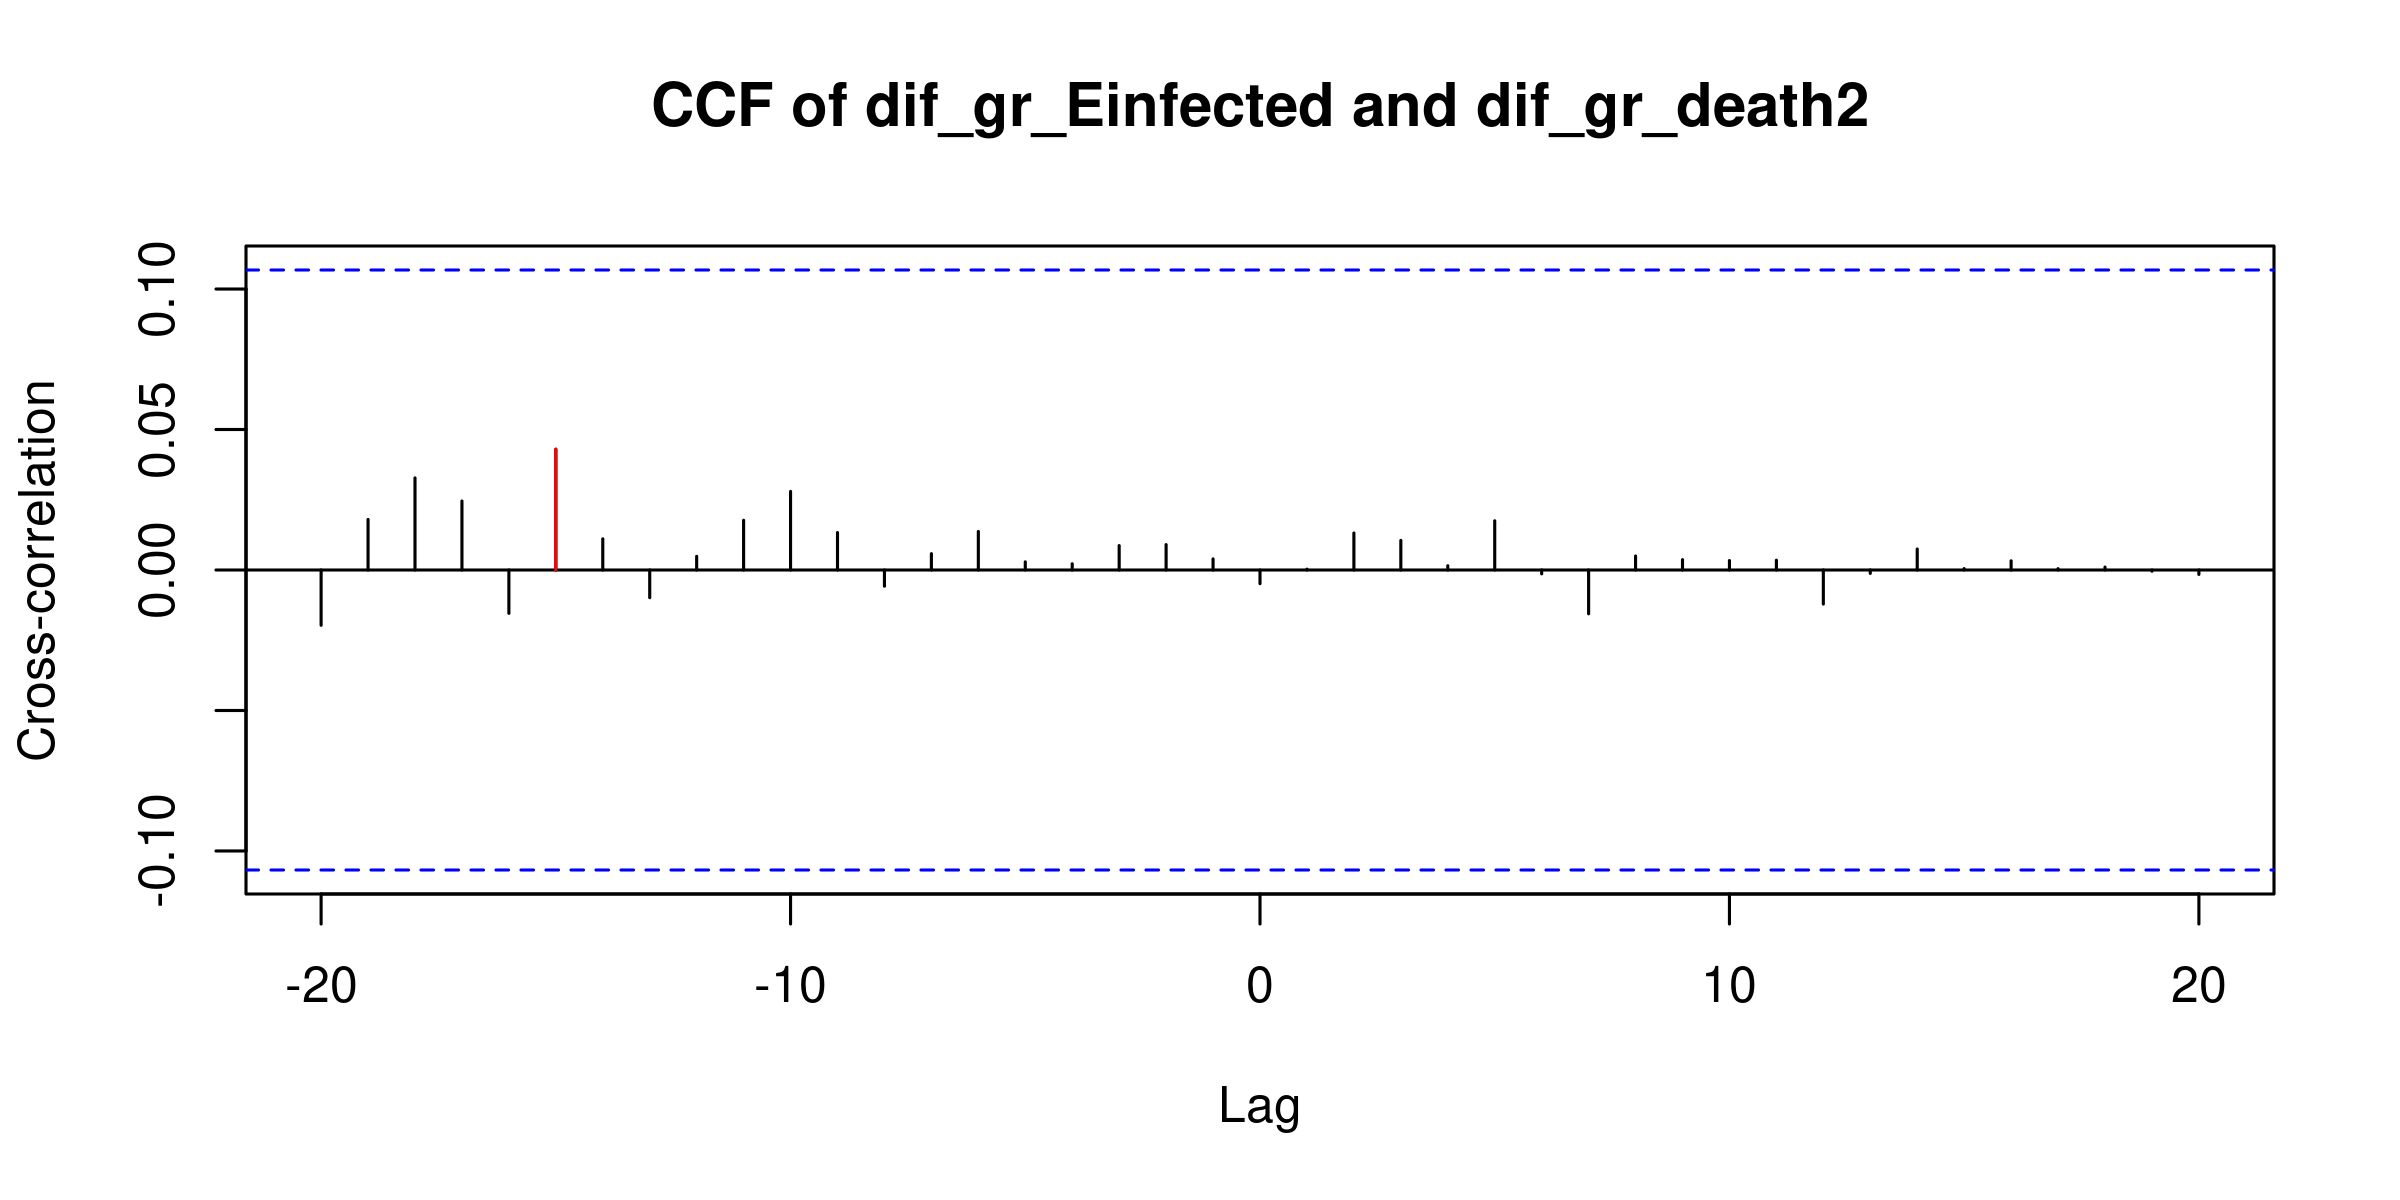 CCF of dif_gr_Einfected and dif_gr_death2
Cross-correlation
0.10
0.05
0.00
-0.10
-20 -10 0 10 20
Lag